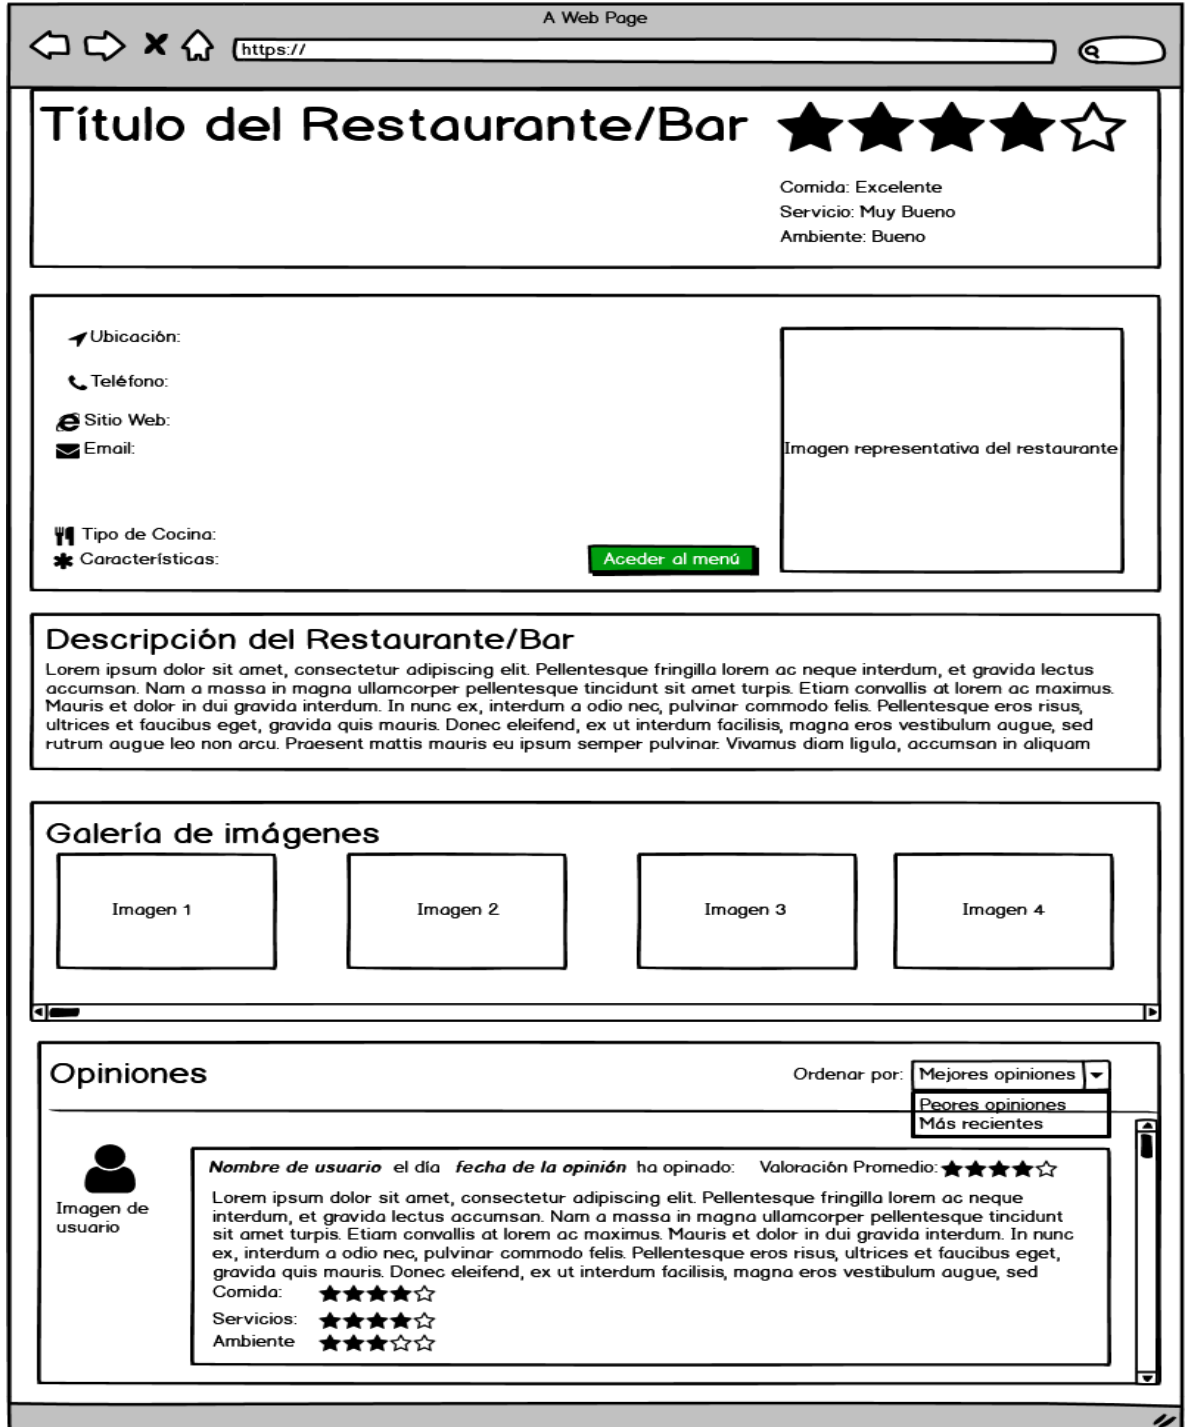 A Web Page
https://
Título del Restaurante/Bar
Comida: Excelente
Servicio: Muy Bueno
Ambiente: Bueno
Ubicación:
Teléfono:
Sitio Web:
Email:
Imagen representativa del restaurante
Tipo de Cocina:
Características:
Aceder al menú
Descripción del Restaurante/Bar
Lorem ipsum dolor sit amet, consectetur adipiscing elit. Pellentesque fringilla lorem ac neque interdum, et gravida lectus
accumsan. Nam a massa in magna ullamcorper pellentesque tincidunt sit amet turpis. Etiam convallis at lorem ac maximus.
Mauris et dolor in dui gravida interdum. In nunc ex, interdum a odio nec, pulvinar commodo felis. Pellentesque eros risus,
ultrices et faucibus eget, gravida quis mauris. Donec eleifend, ex ut interdum facilisis, magna eros vestibulum augue, sed
rutrum augue leo non arcu. Praesent mattis mauris eu ipsum semper pulvinar. Vivamus diam ligula, accumsan in aliquam
Galería de imágenes
Imagen 1
Imagen 2
Imagen 3
Imagen 4
Opiniones
Ordenar por: Mejores opiniones
Peores opiniones
Más recientes
Imagen de
usuario
Nombre de usuario el día fecha de la opinión ha opinado: Valoración Promedio:
Lorem ipsum dolor sit amet, consectetur adipiscing elit. Pellentesque fringilla lorem ac neque
interdum, et gravida lectus accumsan. Nam a massa in magna ullamcorper pellentesque tincidunt
sit amet turpis. Etiam convallis at lorem ac maximus. Mauris et dolor in dui gravida interdum. In nunc
ex, interdum a odio nec, pulvinar commodo felis. Pellentesque eros risus, ultrices et faucibus eget,
gravida quis mauris. Donec eleifend, ex ut interdum facilisis, magna eros vestibulum augue, sed
Comida:
Servicios:
Ambiente